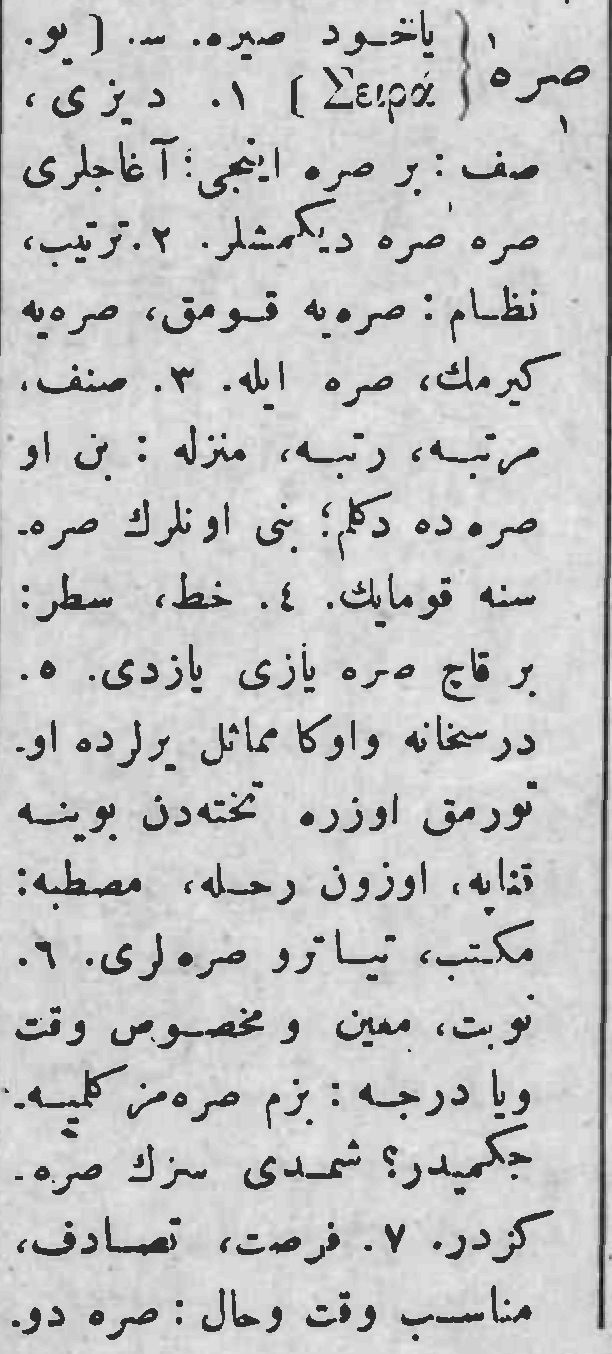 صره { یاخود صیره. س. [ یو.
Σειρά ] ۱. دیزی،
صف : بر صره اینجی؛ آغاجلری
صره صره دیکمشلر. ۲. ترتیب،
نظام : صره‌یه قومق، صره‌یه
کیرمك، صره ایله. ۳. صنف،
مرتبه، رتبه، منزله : بن او
صره‌ده دکلم؛ بنی اونلرك صره-
سنه قومایك. ٤. خط، سطر:
بر قاچ صره یازی یازدی. ٥.
درسخانه واوکا مماثل یرلرده او-
تورمق اوزره تخته‌دن بوینه
قنایه، اوزون رحله، مصطبه:
مکتب، تیاترو صره‌لری. ٦.
نوبت، معین و مخصوص وقت
ویا درجه : بزم صره‌مز کلمیه-
جکمیدر؟ شمدی سزك صره-
کزدر. ۷. فرصت، تصادف،
مناسب وقت وحال : صره دو-